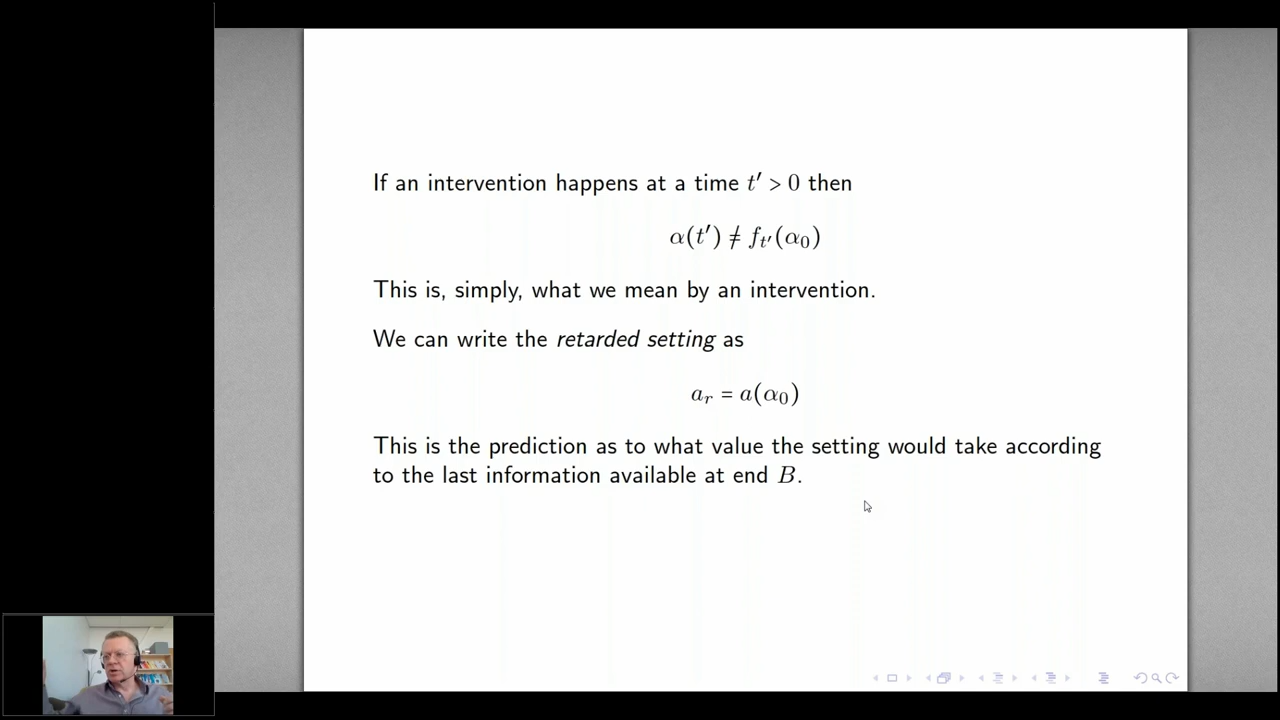 If an intervention happens at a time t′ > 0 then
α(t′) ≠ f_{t′}(α₀)
This is, simply, what we mean by an intervention.
We can write the retarded setting as
a_r = a(α₀)
This is the prediction as to what value the setting would take according
to the last information available at end B.